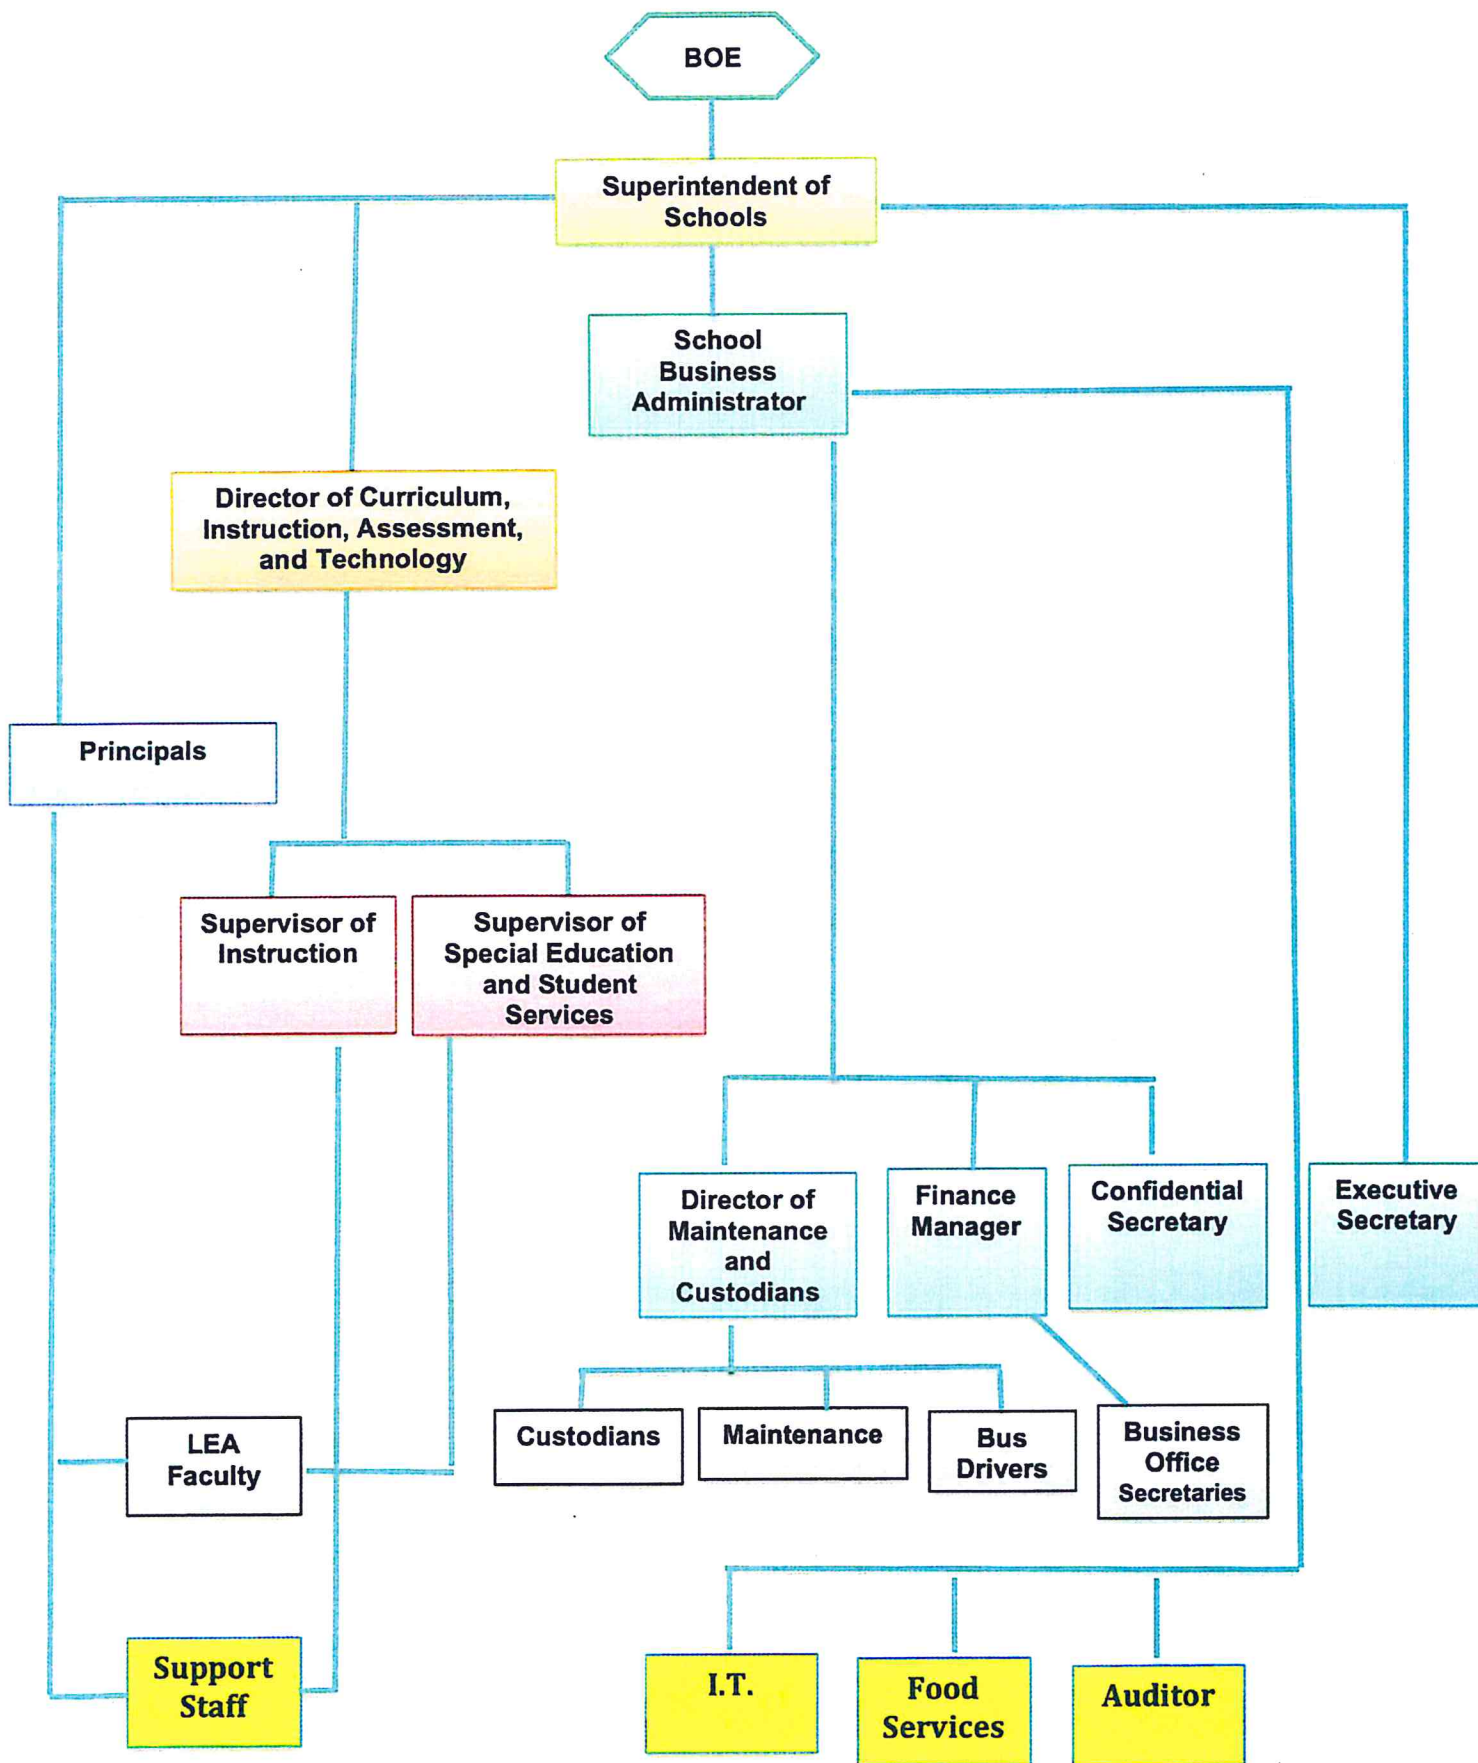 BOE
Superintendent of
Schools
School
Business
Administrator
Director of Curriculum,
Instruction, Assessment,
and Technology
Principals
Supervisor of
Instruction
Supervisor of
Special Education
and Student
Services
Director of
Maintenance
and
Custodians
Finance
Manager
Confidential
Secretary
Executive
Secretary
LEA
Faculty
Custodians
Maintenance
Bus
Drivers
Business
Office
Secretaries
Support
Staff
I.T.
Food
Services
Auditor